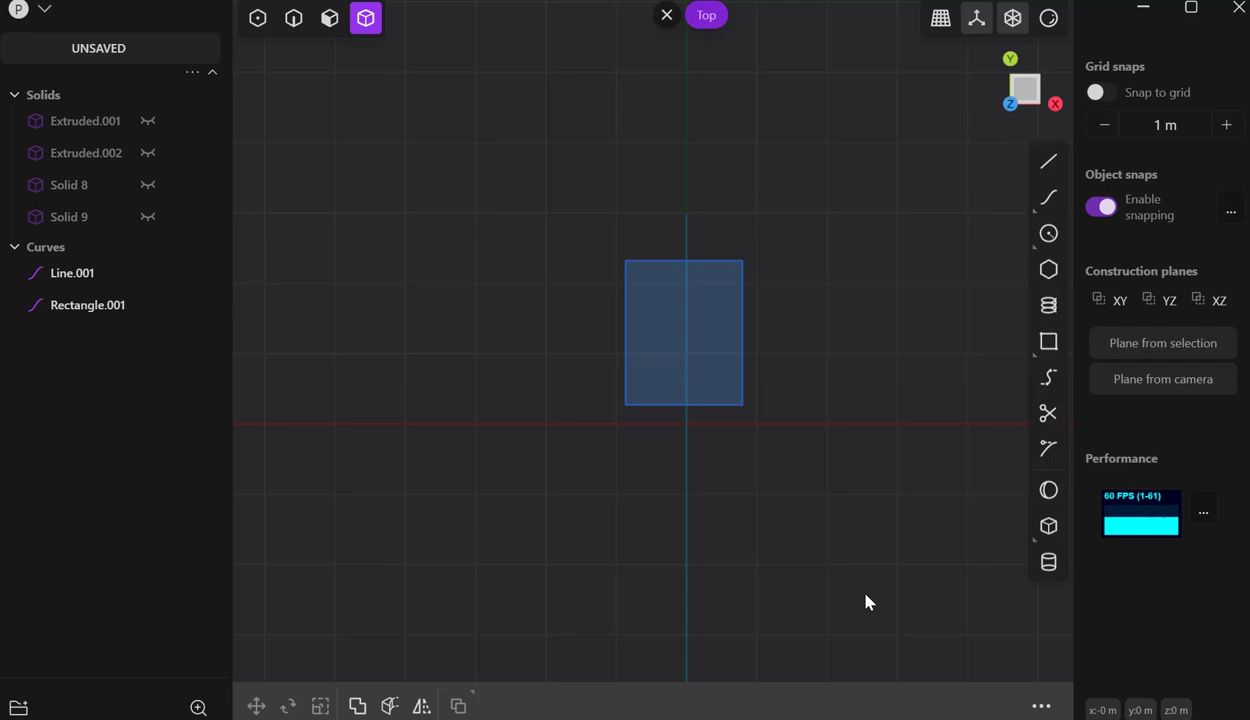 P
UNSAVED
Solids
Extruded.001
Extruded.002
Solid 8
Solid 9
Curves
Line.001
Rectangle.001
Top
Y
Z
X
Grid snaps
Snap to grid
1 m
Object snaps
Enable
snapping
Construction planes
XY YZ XZ
Plane from selection
Plane from camera
Performance
60 FPS (1-61)
x:-0 m y:0 m z:0 m